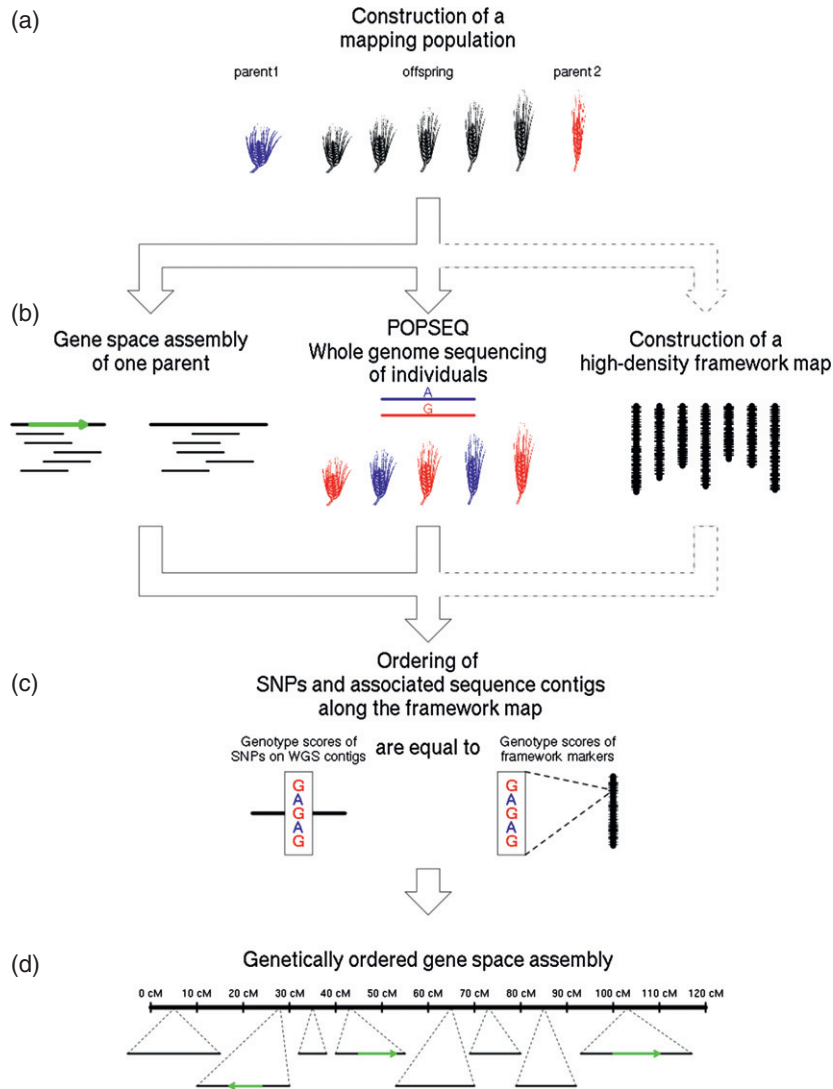 (a)
Construction of a
mapping population
parent1
offspring
parent2
(b)
Gene space assembly
of one parent
POPSEQ
Whole genome sequencing
of individuals
A
G
Construction of a
high-density framework map
(c)
Ordering of
SNPs and associated sequence contigs
along the framework map
Genotype scores of
SNPs on WGS contigs
are equal to
Genotype scores of
framework markers
G
A
G
A
G
G
A
G
A
G
(d)
Genetically ordered gene space assembly
0 cM 10 cM 20 cM 30 cM 40 cM 50 cM 60 cM 70 cM 80 cM 90 cM 100 cM 110 cM 120 cM